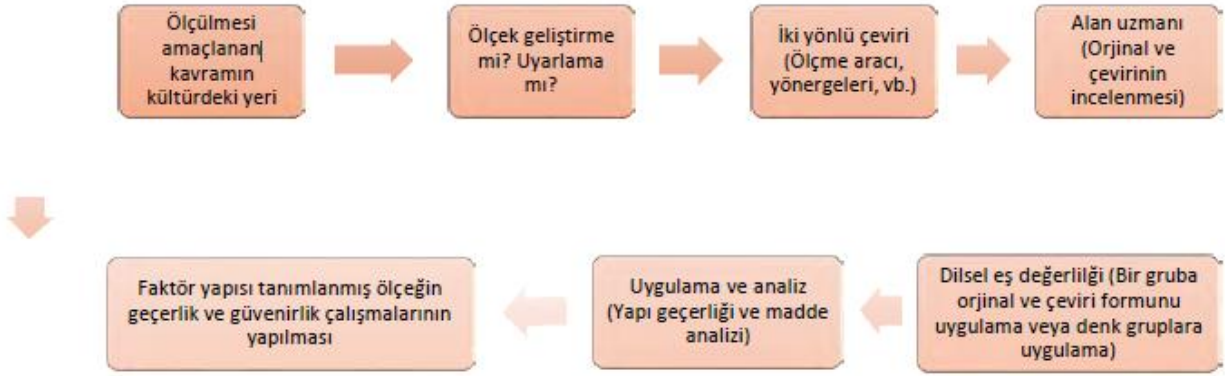 Ölçülmesi
amaçlanan
kavramın
kültürdeki yeri
Ölçek geliştirme
mi? Uyarlama
mı?
İki yönlü çeviri
(Ölçme aracı,
yönergeleri, vb.)
Alan uzmanı
(Orjinal ve
çevirinin
incelenmesi)
Dilsel eş değerlilği (Bir gruba
orjinal ve çeviri formunu
uygulama veya denk gruplara
uygulama)
Uygulama ve analiz
(Yapı geçerliği ve madde
analizi)
Faktör yapısı tanımlanmış ölçeğin
geçerlik ve güvenirlik çalışmalarının
yapılması